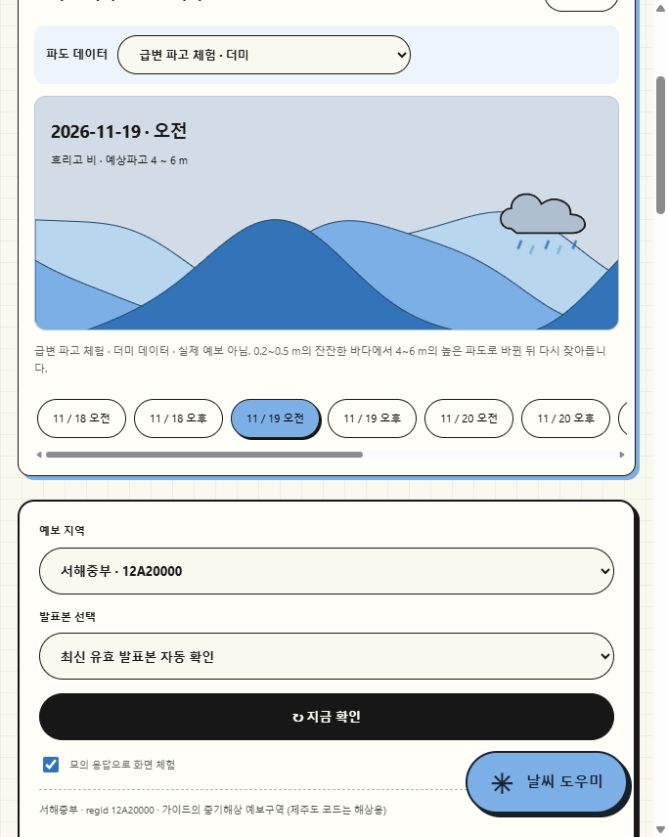 파도 데이터
급변 파고 체험 · 더미
2026-11-19 · 오전
흐리고 비 · 예상파고 4 ~ 6 m
급변 파고 체험 · 더미 데이터 · 실제 예보 아님. 0.2~0.5 m의 잔잔한 바다에서 4~6 m의 높은 파도로 바뀐 뒤 다시 잦아듭니
다.
11 / 18 오전 11 / 18 오후 11 / 19 오전 11 / 19 오후 11 / 20 오전 11 / 20 오후
예보 지역
서해중부 · 12A20000
발표본 선택
최신 유효 발표본 자동 확인
↻ 지금 확인
모의 응답으로 화면 체험
날씨 도우미
서해중부 · regId 12A20000 · 가이드의 중기해상 예보구역 (제주도 코드는 해상용)